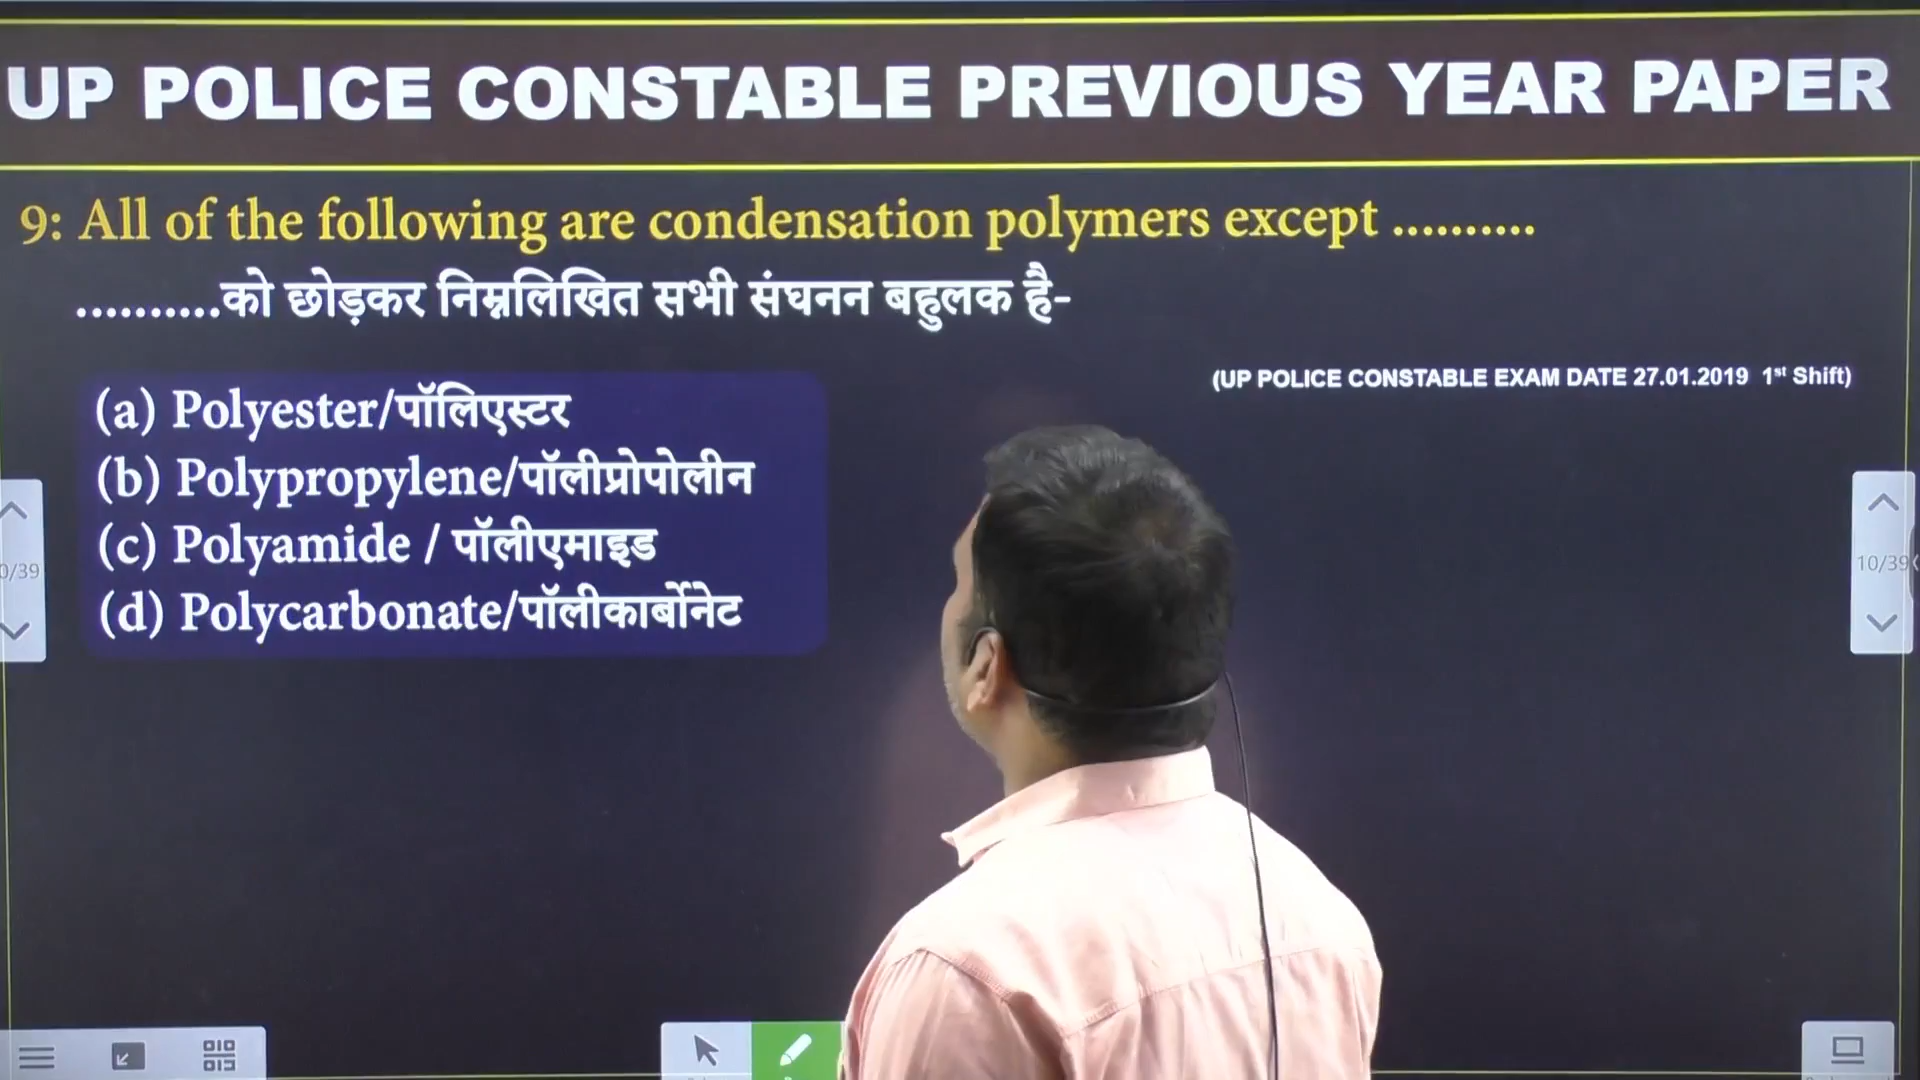 UP POLICE CONSTABLE PREVIOUS YEAR PAPER
9: All of the following are condensation polymers except ..........
..........को छोड़कर निम्नलिखित सभी संघनन बहुलक है-
(UP POLICE CONSTABLE EXAM DATE 27.01.2019 1st Shift)
(a) Polyester/पॉलिएस्टर
(b) Polypropylene/पॉलीप्रोपोलीन
(c) Polyamide / पॉलीएमाइड
(d) Polycarbonate/पॉलीकार्बोनेट
0/39
10/39